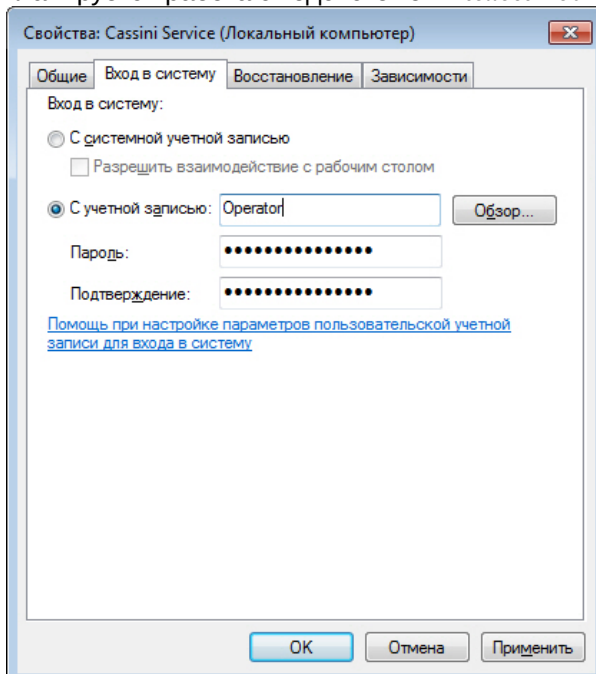 Свойства: Cassini Service (Локальный компьютер)
Общие Вход в систему Восстановление Зависимости
Вход в систему:
С системной учетной записью
Разрешить взаимодействие с рабочим столом
С учетной записью: Operator Обзор...
Пароль: •••••••••••••••
Подтверждение: •••••••••••••••
Помощь при настройке параметров пользовательской учетной
записи для входа в систему
OK Отмена Применить